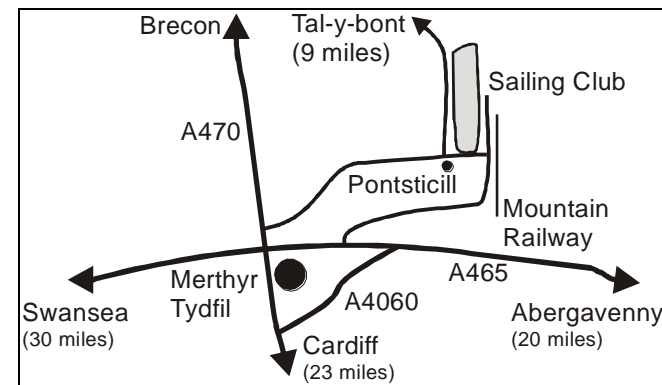 Brecon
Tal-y-bont
(9 miles)
Sailing Club
A470
Pontsticill
Mountain
Railway
Merthyr
Tydfil
A465
A4060
Swansea
(30 miles)
Abergavenny
(20 miles)
Cardiff
(23 miles)